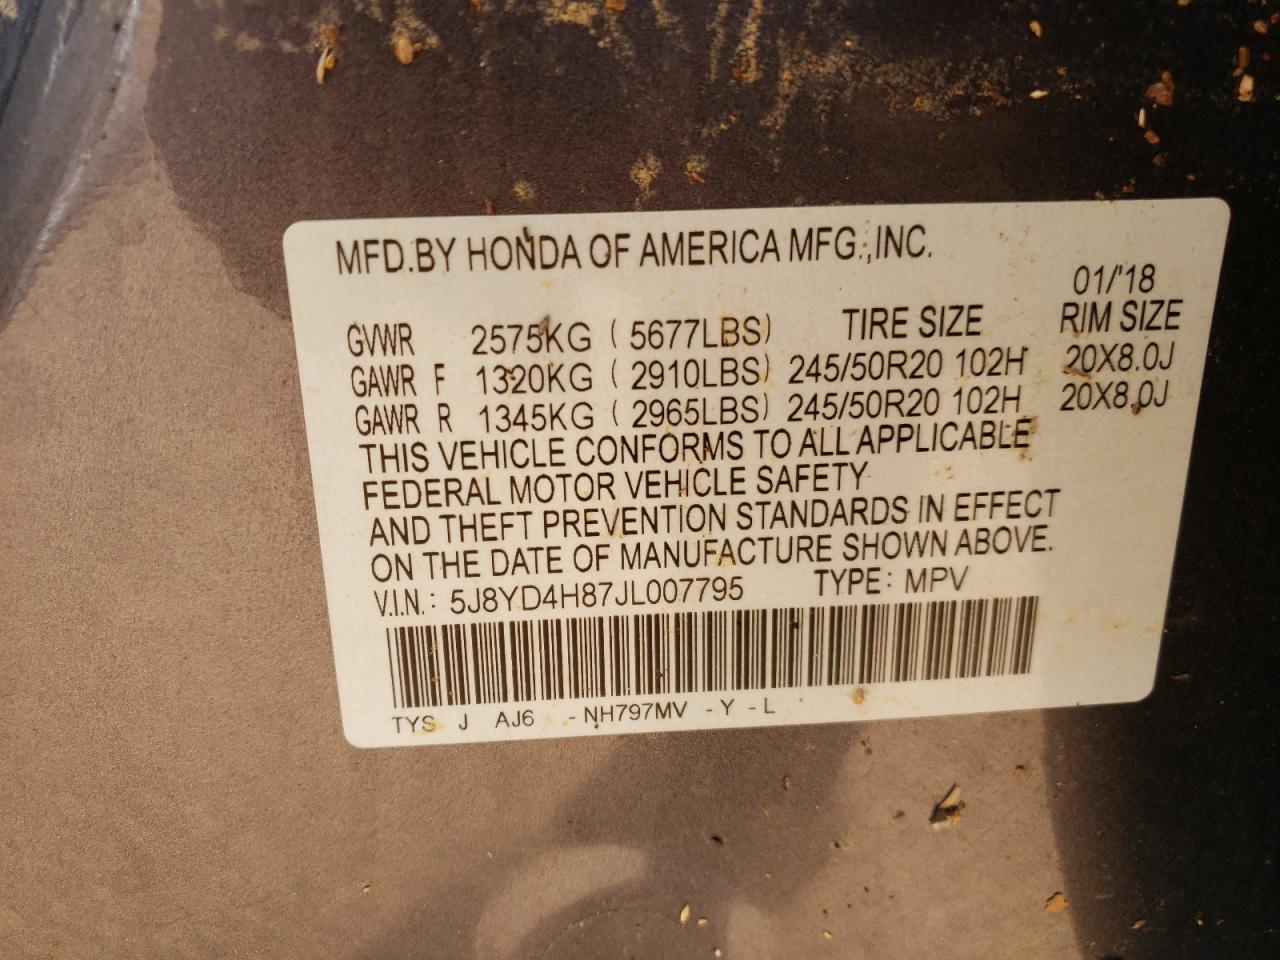 MFD.BY HONDA OF AMERICA MFG.,INC.
01/'18
GVWR 2575KG ( 5677LBS) TIRE SIZE RIM SIZE
GAWR F 1320KG ( 2910LBS) 245/50R20 102H 20X8.0J
GAWR R 1345KG ( 2965LBS) 245/50R20 102H 20X8.0J
THIS VEHICLE CONFORMS TO ALL APPLICABLE
FEDERAL MOTOR VEHICLE SAFETY
AND THEFT PREVENTION STANDARDS IN EFFECT
ON THE DATE OF MANUFACTURE SHOWN ABOVE.
V.I.N.: 5J8YD4H87JL007795 TYPE: MPV
TYS J AJ6 -NH797MV -Y -L